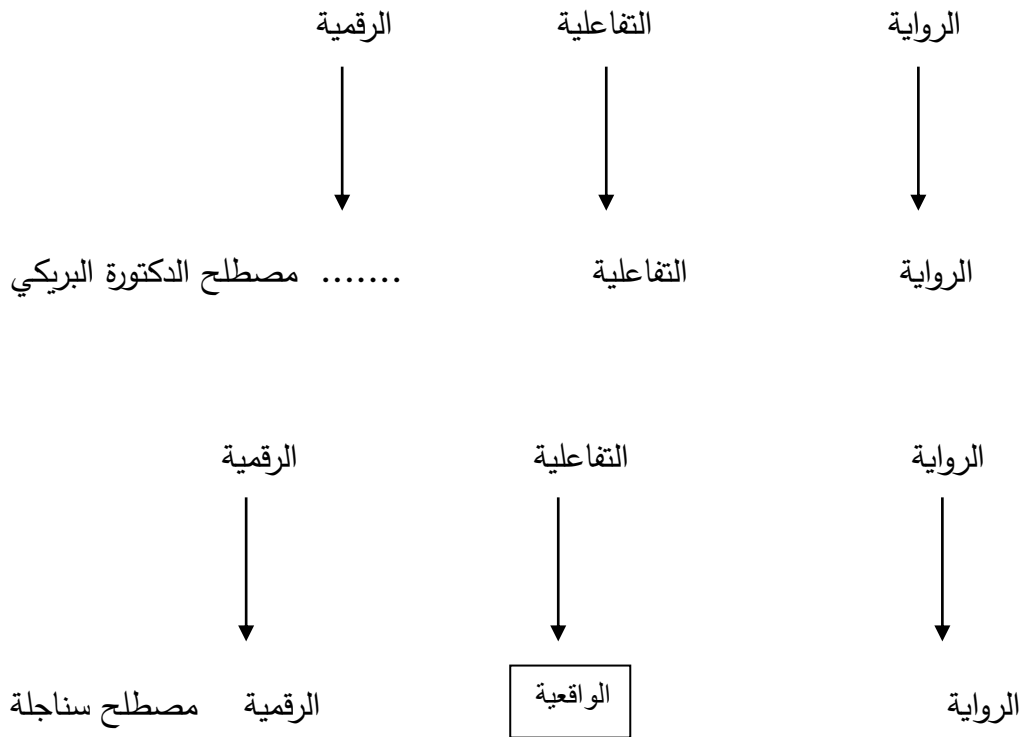 الرواية التفاعلية الرقمية
الرواية التفاعلية ....... مصطلح الدكتورة البريكي
الرواية التفاعلية الرقمية
الرواية الواقعية الرقمية مصطلح سناجلة